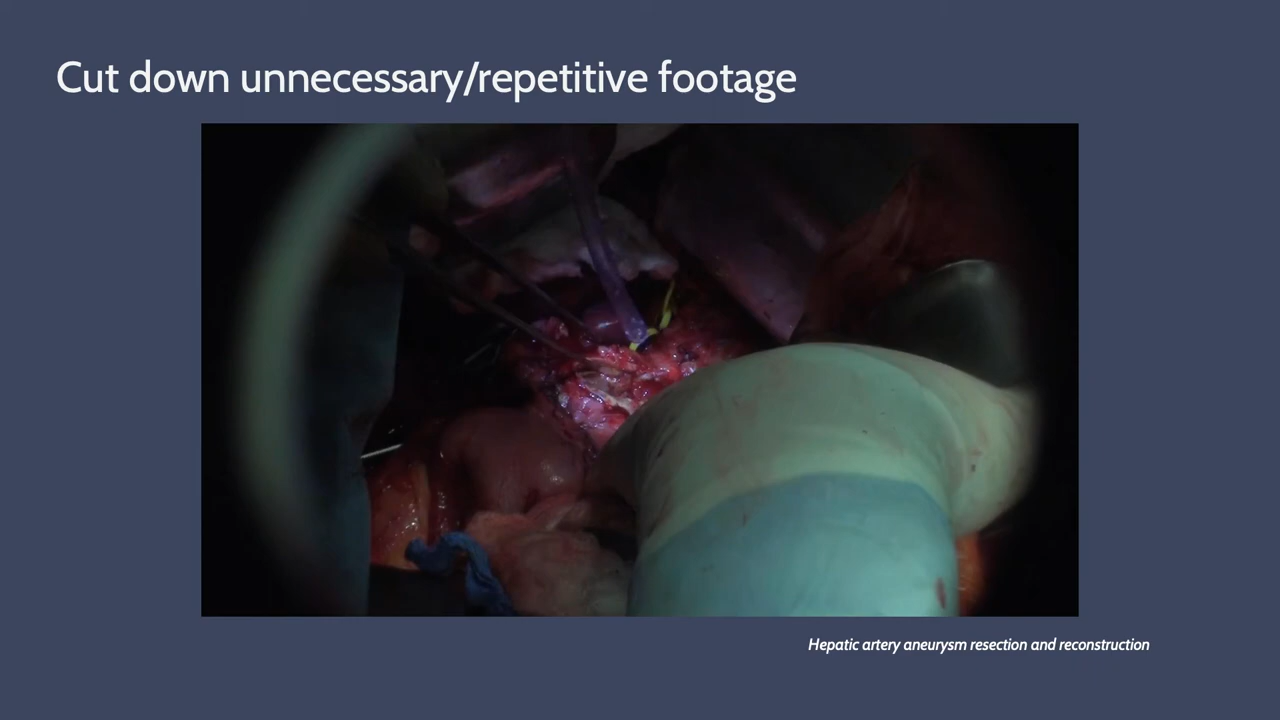 Cut down unnecessary/repetitive footage
Hepatic artery aneurysm resection and reconstruction